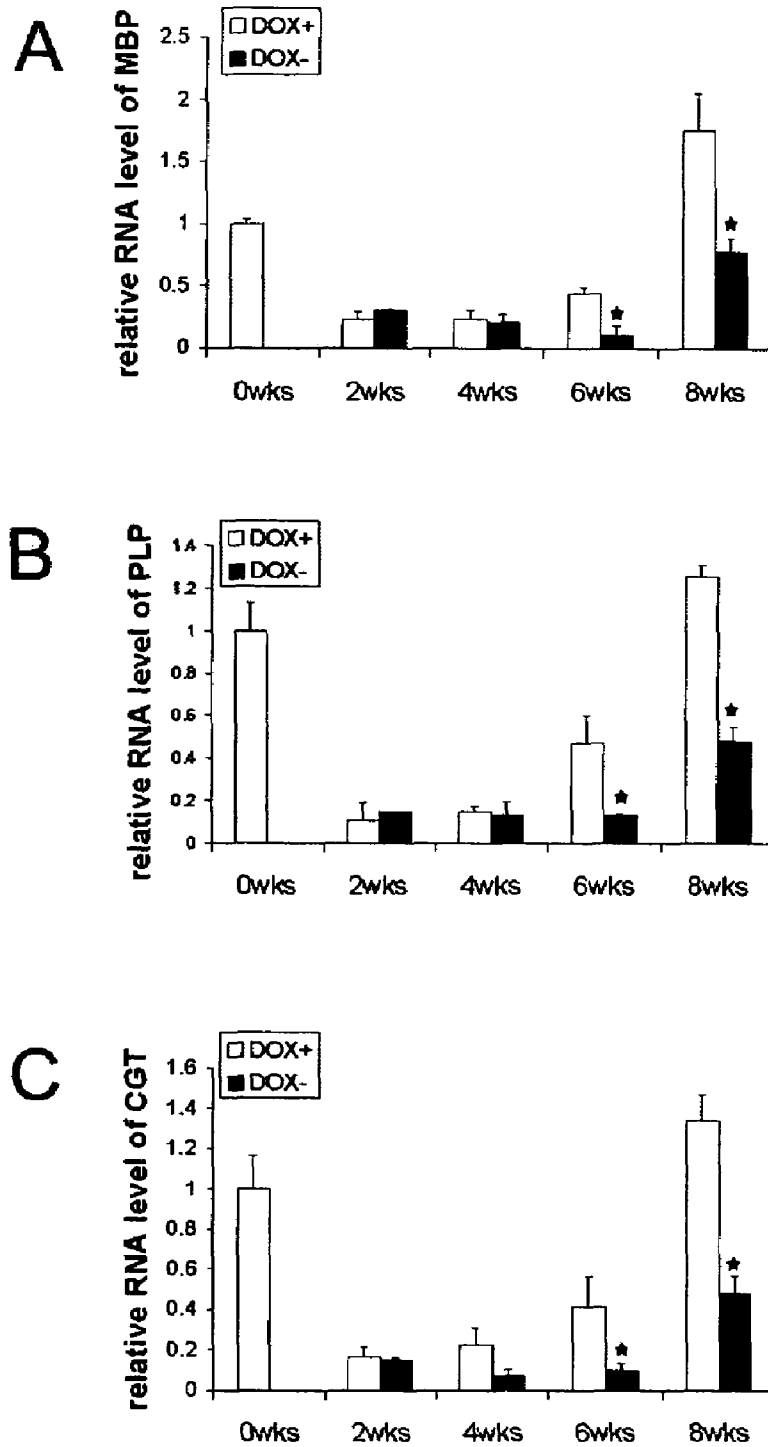 A
relative RNA level of MBP
DOX+
DOX-
2.5
2
1.5
1
0.5
0
★
★
0wks 2wks 4wks 6wks 8wks
B
relative RNA level of PLP
DOX+
DOX-
1.4
1.2
1
0.8
0.6
0.4
0.2
0
★
★
0wks 2wks 4wks 6wks 8wks
C
relative RNA level of CGT
DOX+
DOX-
1.6
1.4
1.2
1
0.8
0.6
0.4
0.2
0
★
★
0wks 2wks 4wks 6wks 8wks